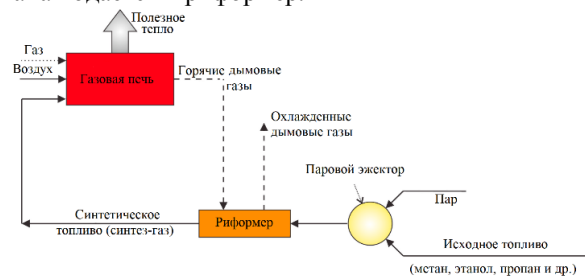 Полезное
тепло
Газ
Воздух
Газовая печь
Горячие дымовые
газы
Охлажденные
дымовые газы
Паровой эжектор
Пар
Синтетическое
топливо (синтез-газ)
Риформер
Исходное топливо
(метан, этанол, пропан и др.)